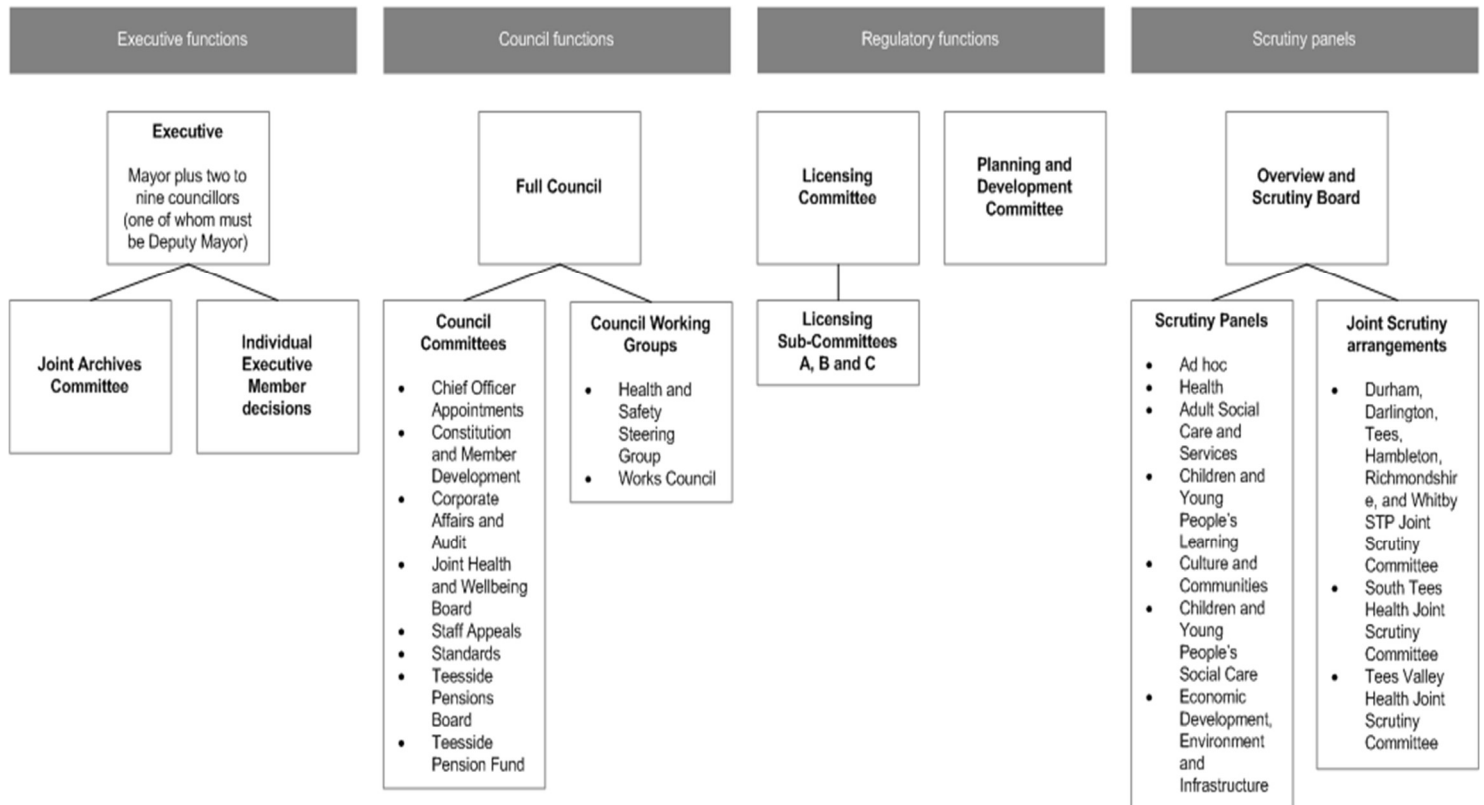 Executive functions
Council functions
Regulatory functions
Scrutiny panels
Executive
Mayor plus two to
nine councillors
(one of whom must
be Deputy Mayor)
Full Council
Licensing
Committee
Planning and
Development
Committee
Overview and
Scrutiny Board
Joint Archives
Committee
Individual
Executive
Member
decisions
Council
Committees
• Chief Officer
Appointments
• Constitution
and Member
Development
• Corporate
Affairs and
Audit
• Joint Health
and Wellbeing
Board
• Staff Appeals
• Standards
• Teesside
Pensions
Board
• Teesside
Pension Fund
Council Working
Groups
• Health and
Safety
Steering
Group
• Works Council
Licensing
Sub-Committees
A, B and C
Scrutiny Panels
• Ad hoc
• Health
• Adult Social
Care and
Services
• Children and
Young
People's
Learning
• Culture and
Communities
• Children and
Young
People's
Social Care
• Economic
Development,
Environment
and
Infrastructure
Joint Scrutiny
arrangements
• Durham,
Darlington,
Tees,
Hambleton,
Richmondshir
e, and Whitby
STP Joint
Scrutiny
Committee
• South Tees
Health Joint
Scrutiny
Committee
• Tees Valley
Health Joint
Scrutiny
Committee